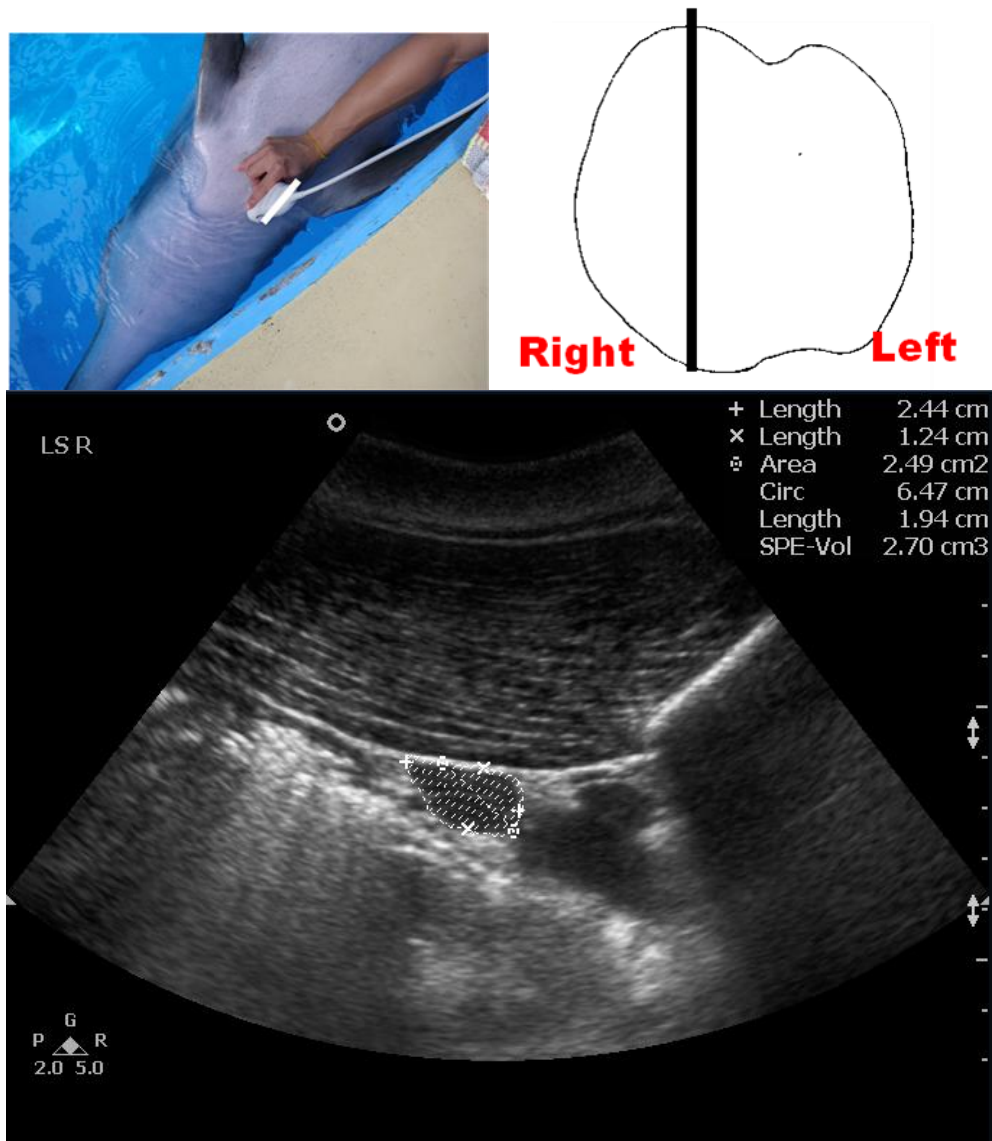 Right
Left
LS R
+ Length 2.44 cm
× Length 1.24 cm
Area 2.49 cm2
Circ 6.47 cm
Length 1.94 cm
SPE-Vol 2.70 cm3
G
P R
2.0 5.0